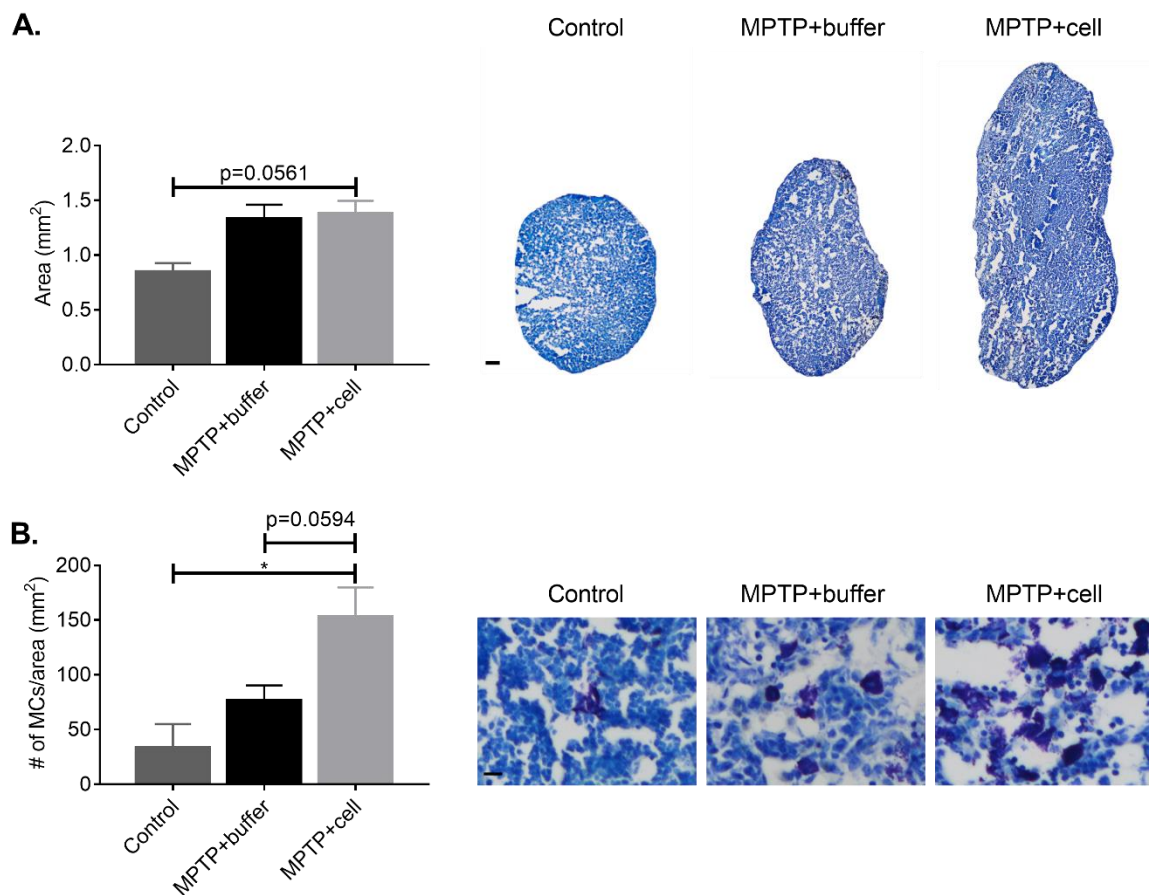 A.
Control
MPTP+buffer
MPTP+cell
Area (mm²)
2.0
1.5
1.0
0.5
0.0
p=0.0561
Control
MPTP+buffer
MPTP+cell
B.
p=0.0594
*
# of MCs/area (mm²)
200
150
100
50
0
Control
MPTP+buffer
MPTP+cell
Control
MPTP+buffer
MPTP+cell